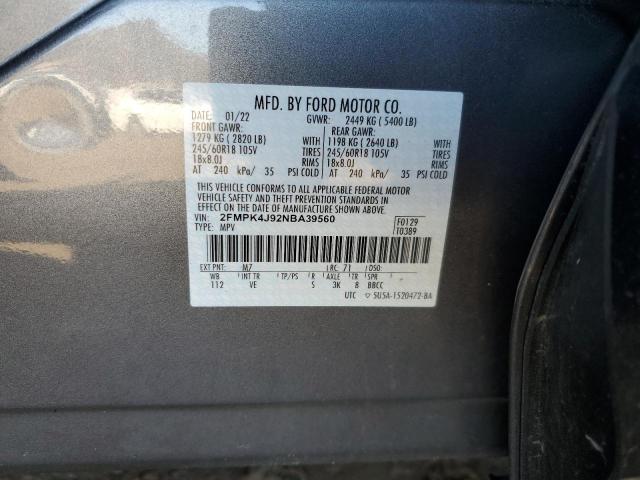 MFD. BY FORD MOTOR CO.
DATE: 01/22 GVWR: 2449 KG ( 5400 LB)
FRONT GAWR: REAR GAWR:
1279 KG ( 2820 LB) WITH 1198 KG ( 2640 LB) WITH
245/60R18 105V TIRES 245/60R18 105V TIRES
18x8.0J RIMS 18x8.0J RIMS
AT 240 kPa/ 35 PSI COLD AT 240 kPa/ 35 PSI COLD
THIS VEHICLE CONFORMS TO ALL APPLICABLE FEDERAL MOTOR
VEHICLE SAFETY AND THEFT PREVENTION STANDARDS IN
EFFECT ON THE DATE OF MANUFACTURE SHOWN ABOVE.
VIN: 2FMPK4J92NBA39560 F0129
TYPE: MPV T0389
EXT PNT: M7 RC: 71 DSO:
WB INT TR TP/PS R AXLE TR SPR
112 VE S 3K 8 BBCC
UTC ▽ 5U5A-1520472-BA